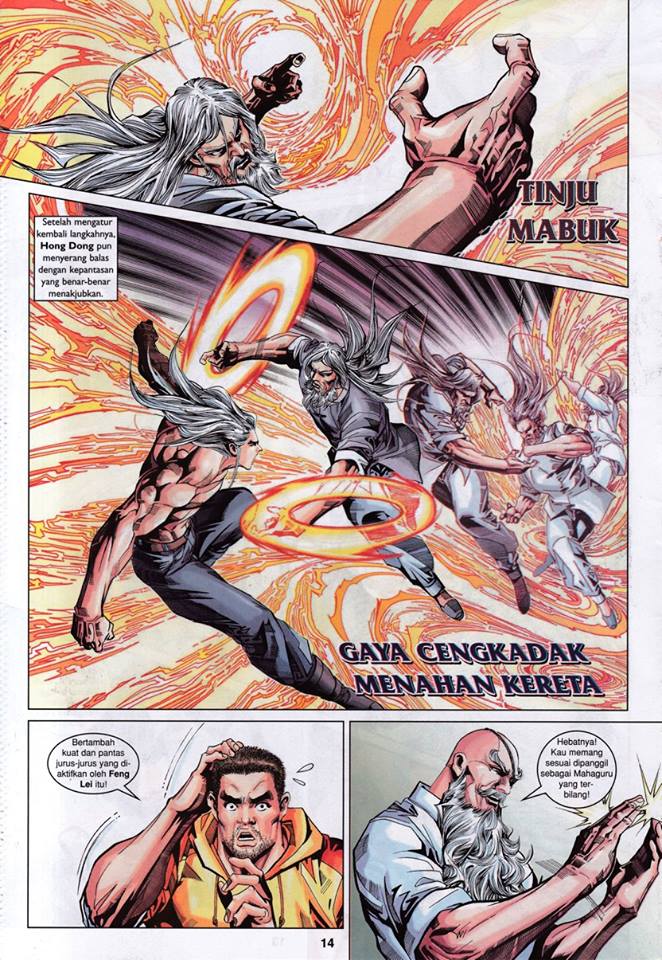 TINJU
MABUK
Setelah mengatur
kembali langkahnya,
Hong Dong pun
menyerang balas
dengan kepantasan
yang benar-benar
menakjubkan.
GAYA CENGKADAK
MENAHAN KERETA
Bertambah
kuat dan pantas
jurus-jurus yang di-
aktifkan oleh Feng
Lei itu!
Hebatnya!
Kau memang
sesuai dipanggil
sebagai Mahaguru
yang ter-
bilang!
14